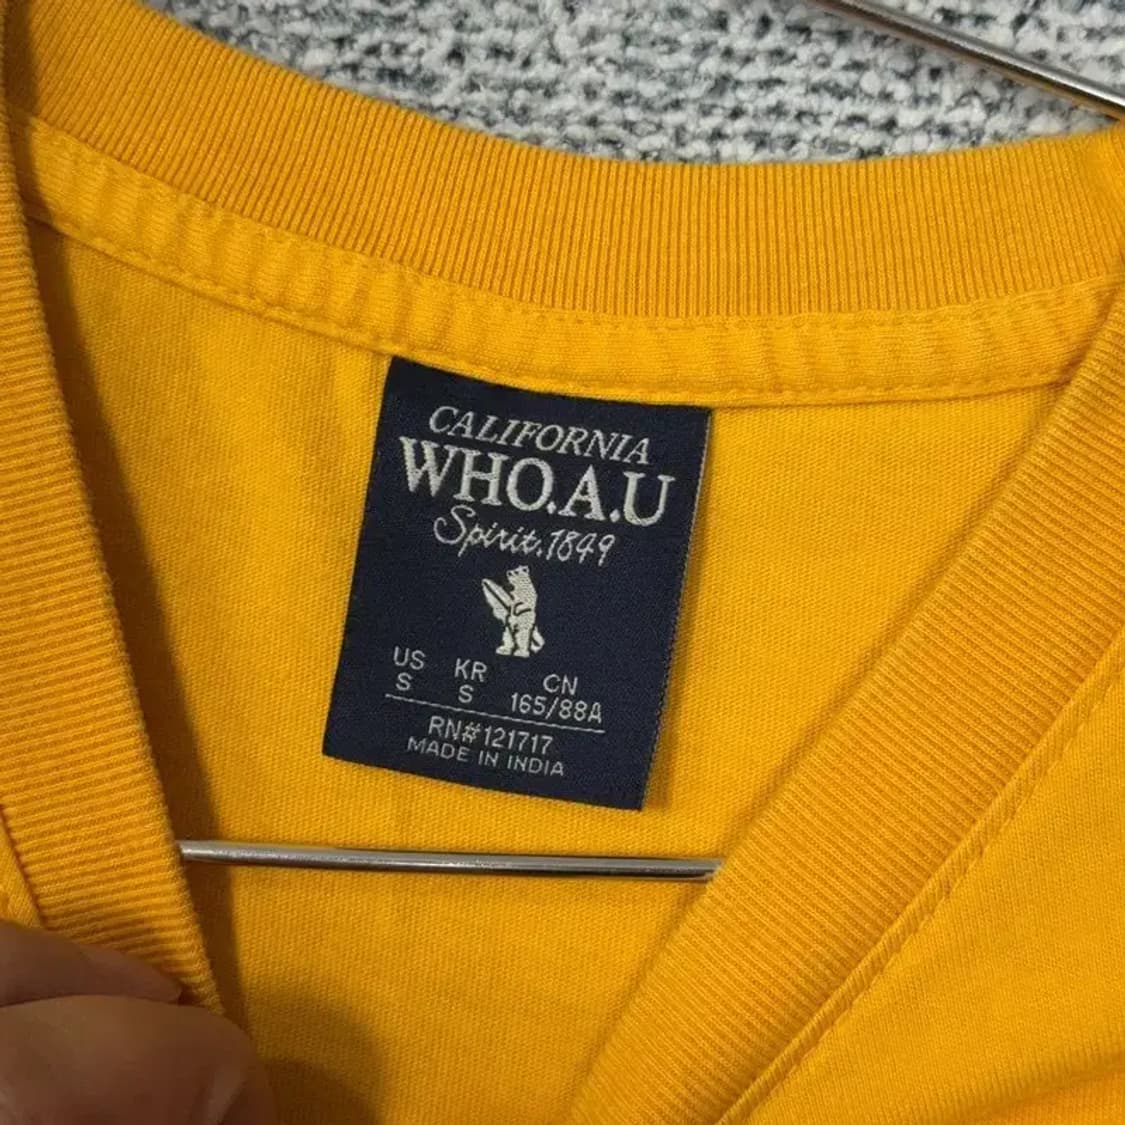 CALIFORNIA
WHO.A.U
Spirit.1849
US KR CN
S S 165/88A
RN#121717
MADE IN INDIA